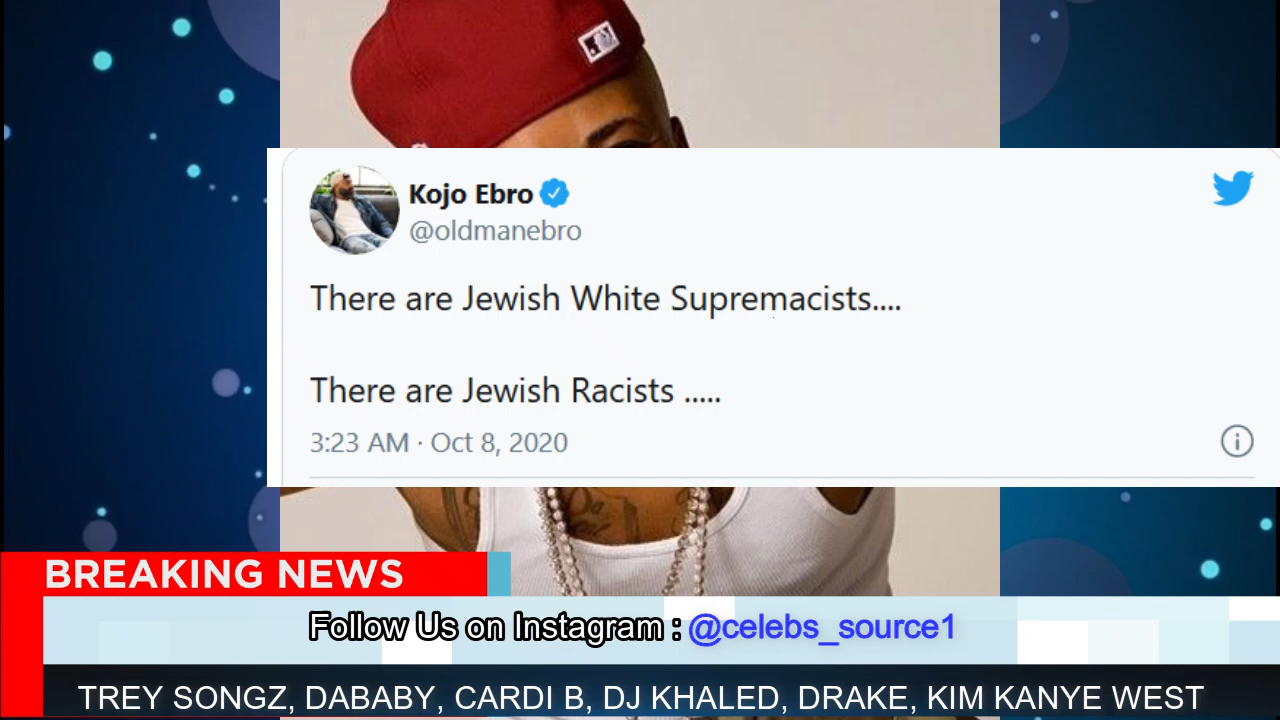 Kojo Ebro
@oldmanebro
There are Jewish White Supremacists....
There are Jewish Racists .....
3:23 AM · Oct 8, 2020
BREAKING NEWS
Follow Us on Instagram : @celebs_source1
TREY SONGZ, DABABY, CARDI B, DJ KHALED, DRAKE, KIM KANYE WEST